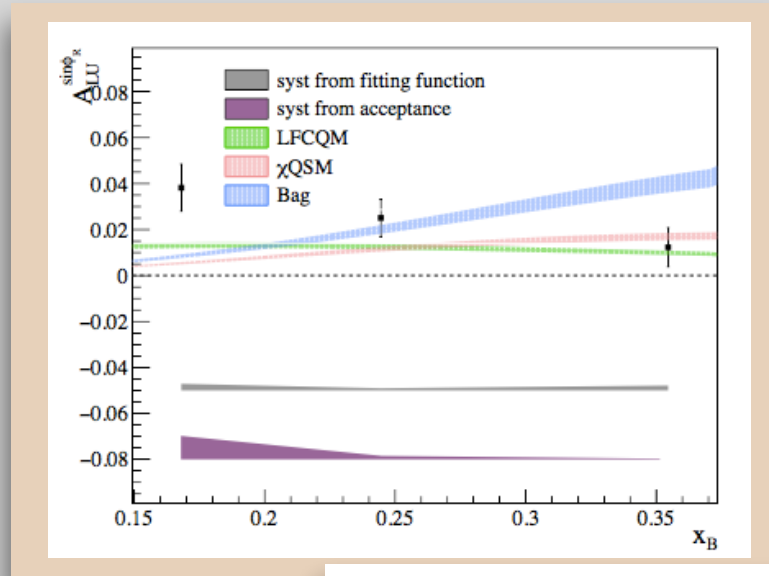 A_LU^sinϕ_R
0.08
0.06
0.04
0.02
0
−0.02
−0.04
−0.06
−0.08
syst from fitting function
syst from acceptance
LFCQM
χQSM
Bag
0.15
0.2
0.25
0.3
0.35
x_B